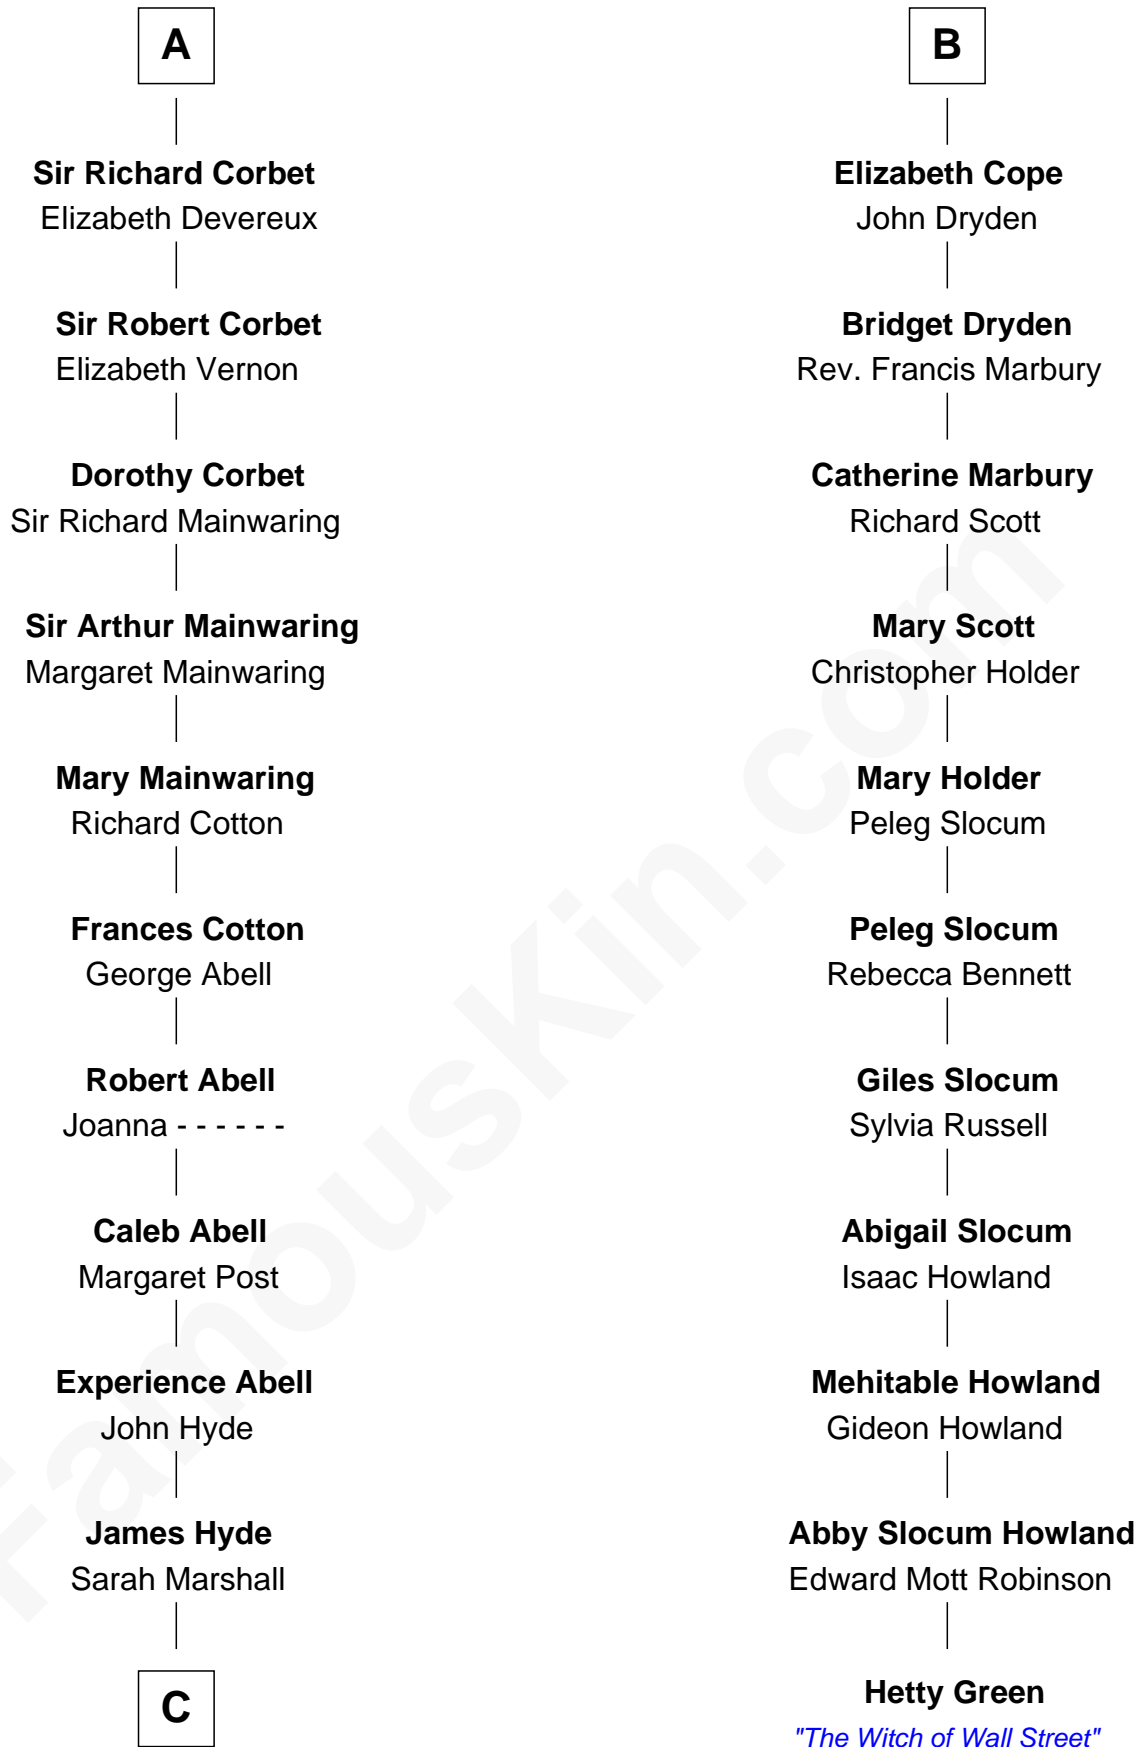 A
Sir Richard Corbet
Elizabeth Devereux
Sir Robert Corbet
Elizabeth Vernon
Dorothy Corbet
Sir Richard Mainwaring
Sir Arthur Mainwaring
Margaret Mainwaring
Mary Mainwaring
Richard Cotton
Frances Cotton
George Abell
Robert Abell
Joanna - - - - - -
Caleb Abell
Margaret Post
Experience Abell
John Hyde
James Hyde
Sarah Marshall
C
B
Elizabeth Cope
John Dryden
Bridget Dryden
Rev. Francis Marbury
Catherine Marbury
Richard Scott
Mary Scott
Christopher Holder
Mary Holder
Peleg Slocum
Peleg Slocum
Rebecca Bennett
Giles Slocum
Sylvia Russell
Abigail Slocum
Isaac Howland
Mehitable Howland
Gideon Howland
Abby Slocum Howland
Edward Mott Robinson
Hetty Green
"The Witch of Wall Street"
FamousKin.com